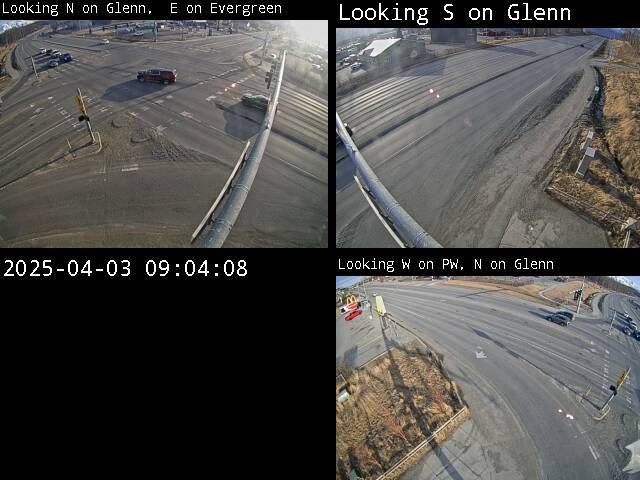 Looking N on Glenn,  E on Evergreen
Looking S on Glenn
2025-04-03 09:04:08
Looking W on PW, N on Glenn